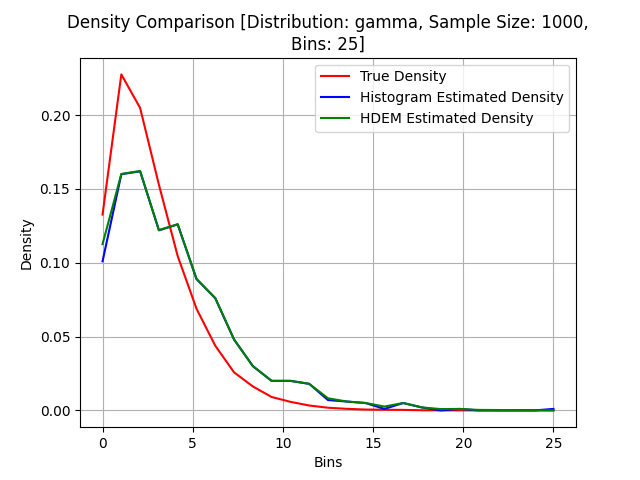 Density Comparison [Distribution: gamma, Sample Size: 1000,
Bins: 25]
True Density
Histogram Estimated Density
HDEM Estimated Density
Density
0.20
0.15
0.10
0.05
0.00
0 5 10 15 20 25
Bins